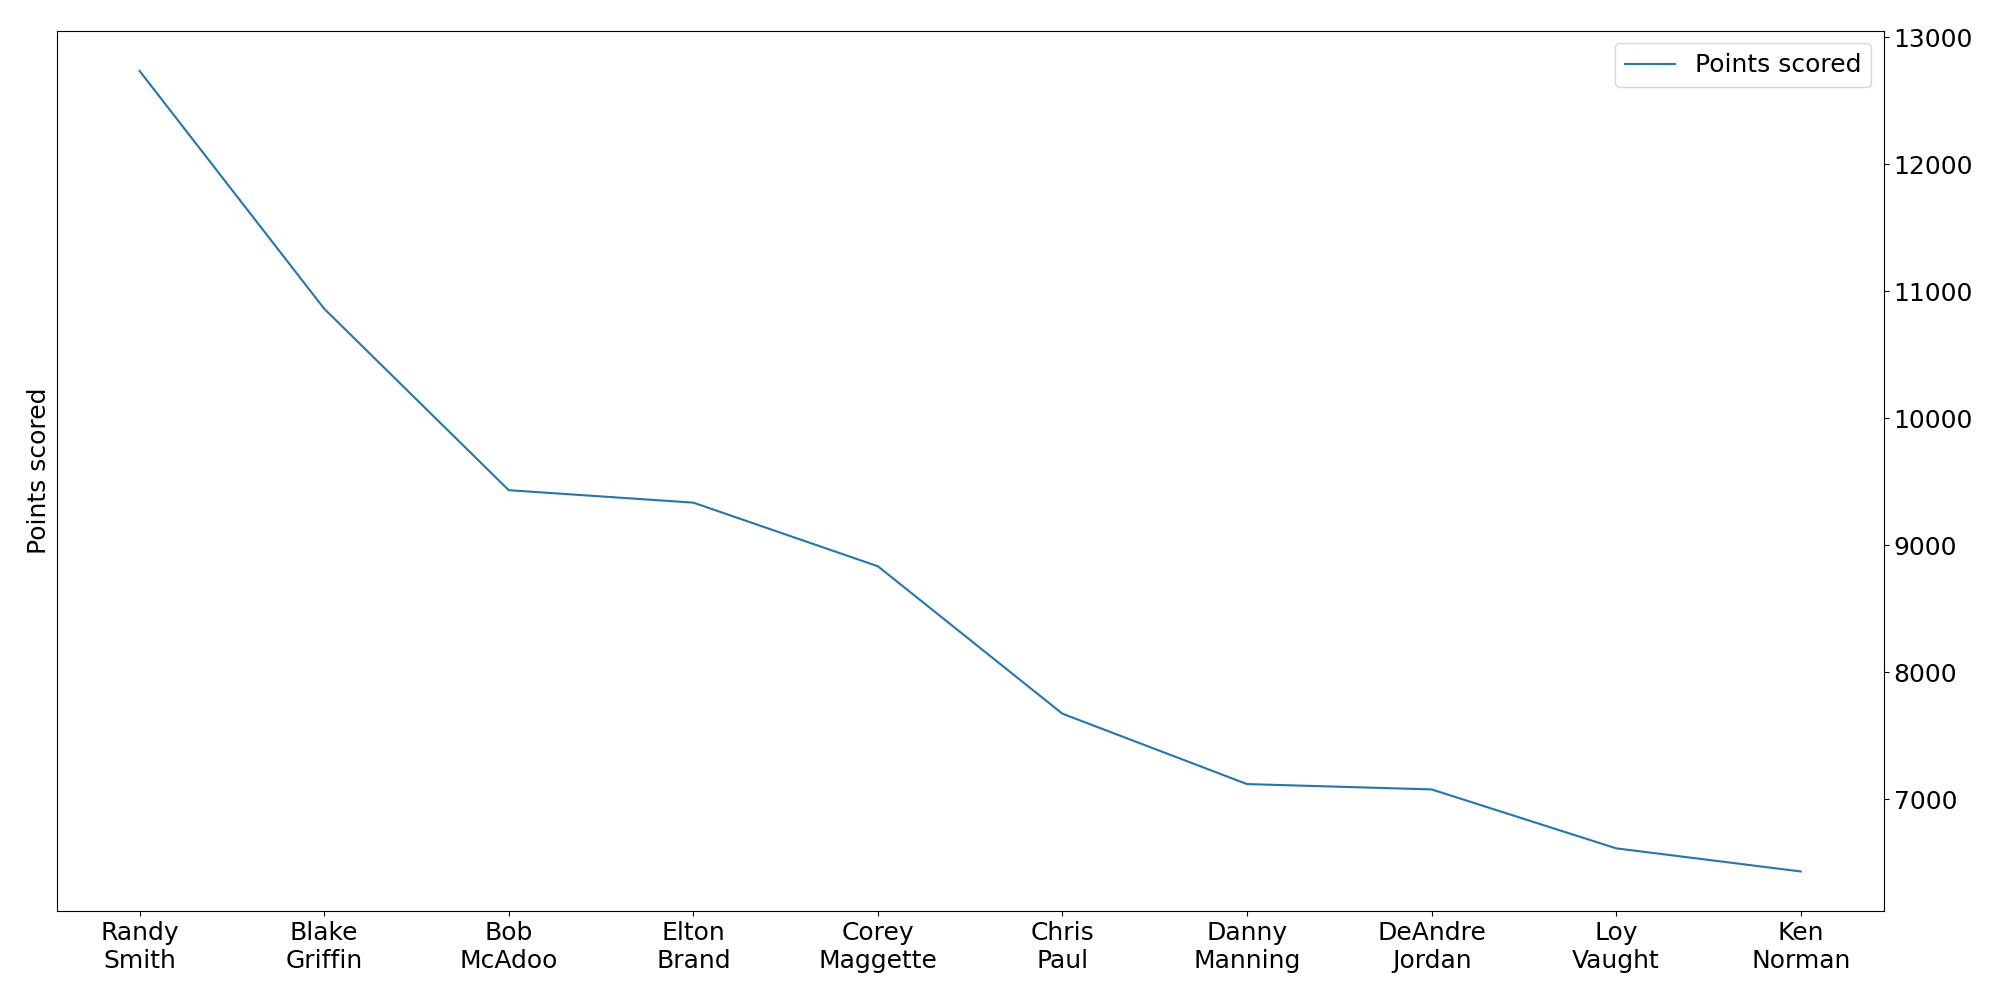 Points scored
Points scored
13000
12000
11000
10000
9000
8000
7000
Randy
Smith
Blake
Griffin
Bob
McAdoo
Elton
Brand
Corey
Maggette
Chris
Paul
Danny
Manning
DeAndre
Jordan
Loy
Vaught
Ken
Norman